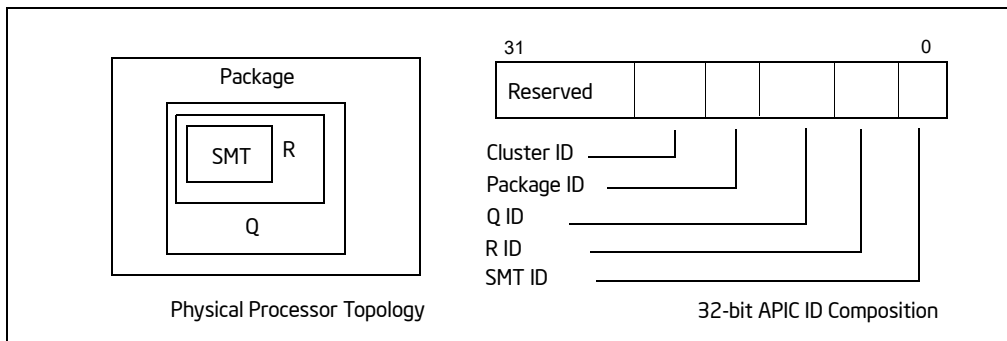 Package
SMT
R
Q
Physical Processor Topology
31
0
Reserved
Cluster ID
Package ID
Q ID
R ID
SMT ID
32-bit APIC ID Composition